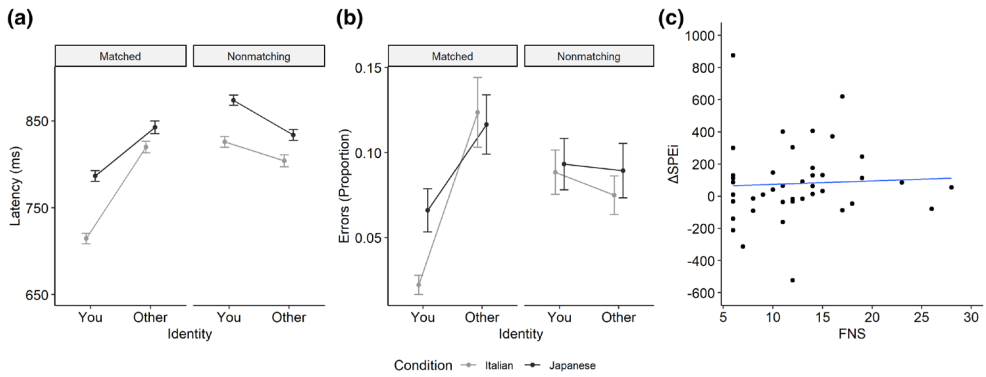 (a)
Matched Nonmatching
Latency (ms)
850
750
650
You Other You Other
Identity
(b)
Matched Nonmatching
Errors (Proportion)
0.15
0.10
0.05
You Other You Other
Identity
(c)
ΔSPEi
1000
800
600
400
200
0
-200
-400
-600
5 10 15 20 25 30
FNS
Condition Italian Japanese